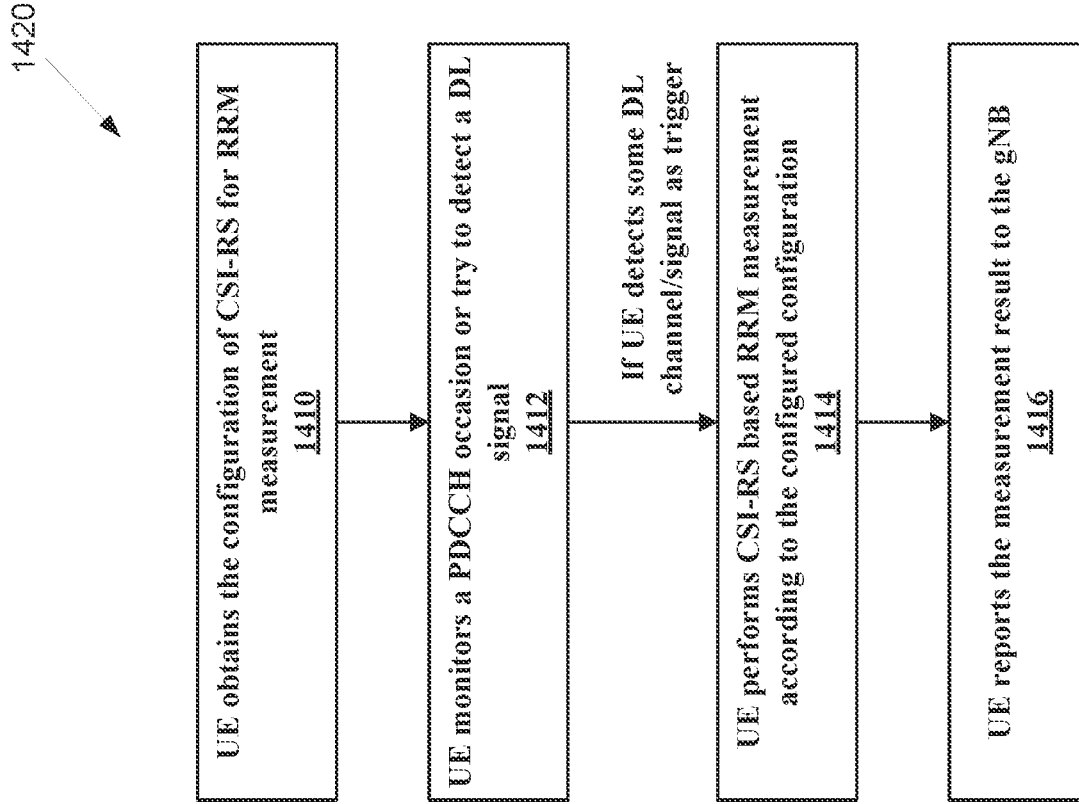 1420
UE obtains the configuration of CSI-RS for RRM
measurement
1410
UE monitors a PDCCH occasion or try to detect a DL
signal
1412
If UE detects some DL
channel/signal as trigger
UE performs CSI-RS based RRM measurement
according to the configured configuration
1414
UE reports the measurement result to the gNB
1416